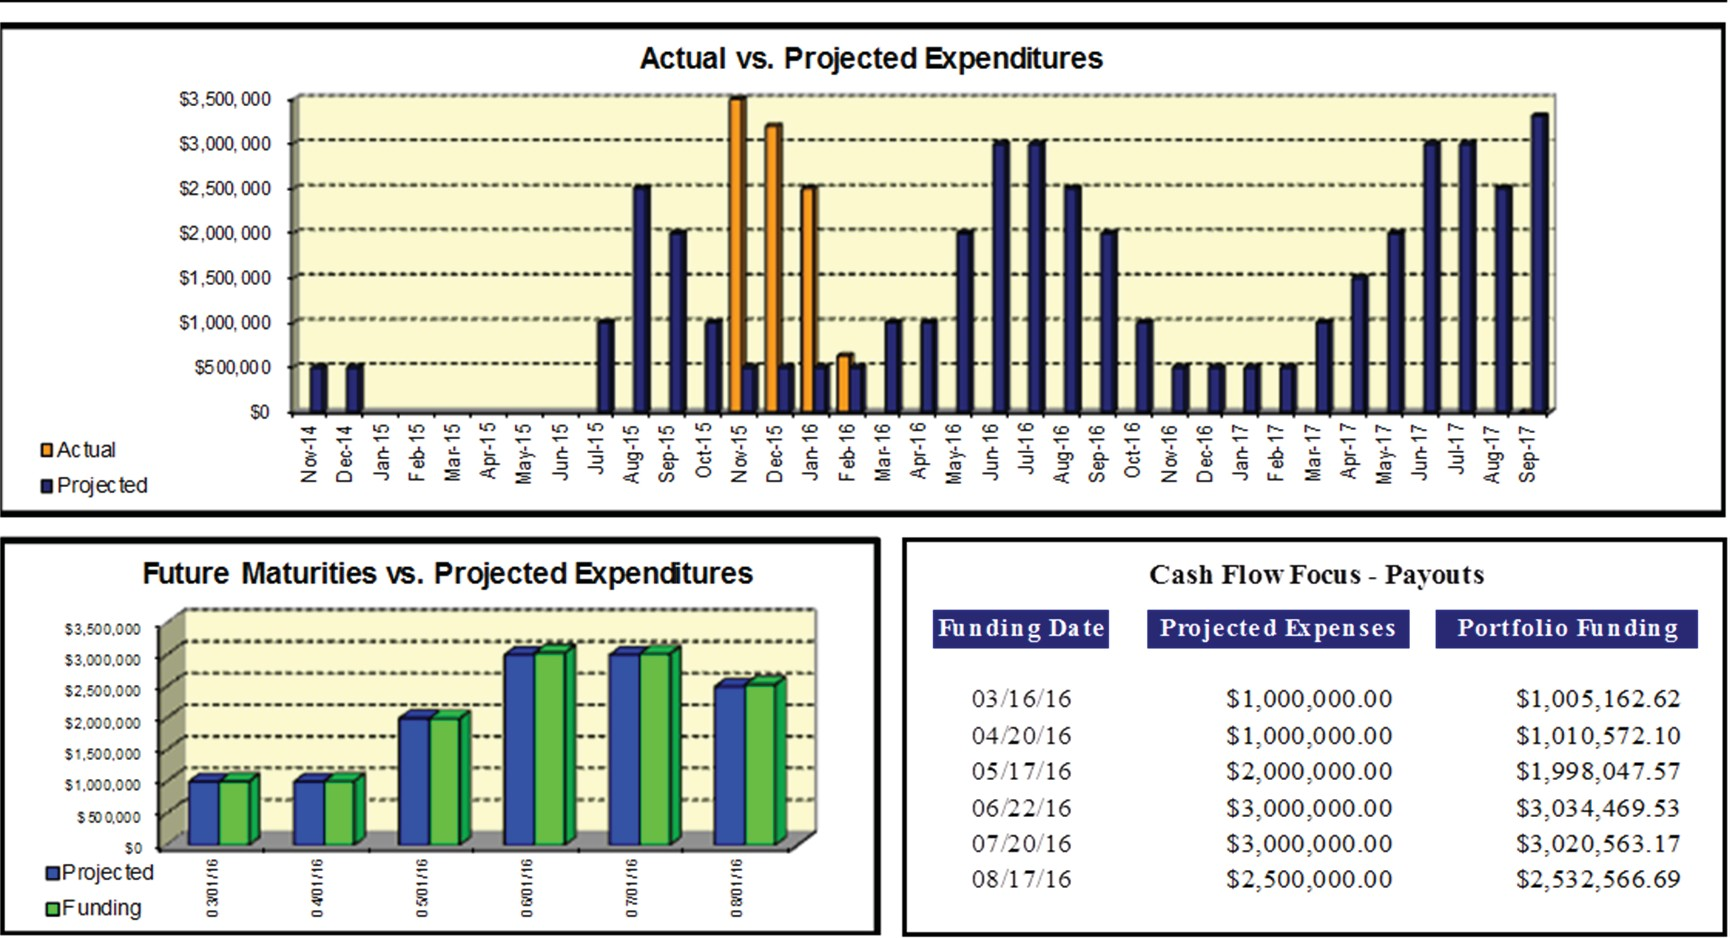 Actual vs. Projected Expenditures
$3,500,000
$3,000,000
$2,500,000
$2,000,000
$1,500,000
$1,000,000
$500,000
$0
Nov-14 Dec-14 Jan-15 Feb-15 Mar-15 Apr-15 May-15 Jun-15 Jul-15 Aug-15 Sep-15 Oct-15 Nov-15 Dec-15 Jan-16 Feb-16 Mar-16 Apr-16 May-16 Jun-16 Jul-16 Aug-16 Sep-16 Oct-16 Nov-16 Dec-16 Jan-17 Feb-17 Mar-17 Apr-17 May-17 Jun-17 Jul-17 Aug-17 Sep-17
Actual
Projected
Future Maturities vs. Projected Expenditures
$3,500,000
$3,000,000
$2,500,000
$2,000,000
$1,500,000
$1,000,000
$500,000
$0
03/01/16 04/01/16 05/01/16 06/01/16 07/01/16 08/01/16
Projected
Funding
Cash Flow Focus - Payouts
Funding Date Projected Expenses Portfolio Funding
03/16/16 $1,000,000.00 $1,005,162.62
04/20/16 $1,000,000.00 $1,010,572.10
05/17/16 $2,000,000.00 $1,998,047.57
06/22/16 $3,000,000.00 $3,034,469.53
07/20/16 $3,000,000.00 $3,020,563.17
08/17/16 $2,500,000.00 $2,532,566.69